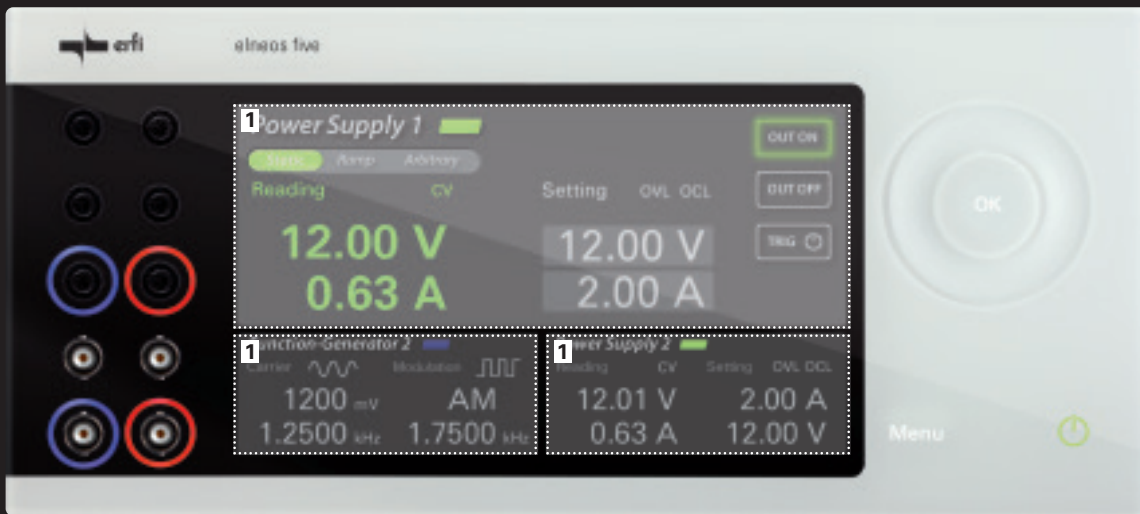 erfi elneos five
1
Power Supply 1
OUT ON
Static Ramp Arbitrary
Reading CV Setting OVL OCL
OUT OFF
OK
12.00 V 12.00 V
TRIG
0.63 A 2.00 A
1 Function-Generator 2
1 Power Supply 2
Carrier Modulation
Reading CV Setting OVL OCL
1200 mV AM
12.01 V 2.00 A
1.2500 kHz 1.7500 kHz
0.63 A 12.00 V
Menu